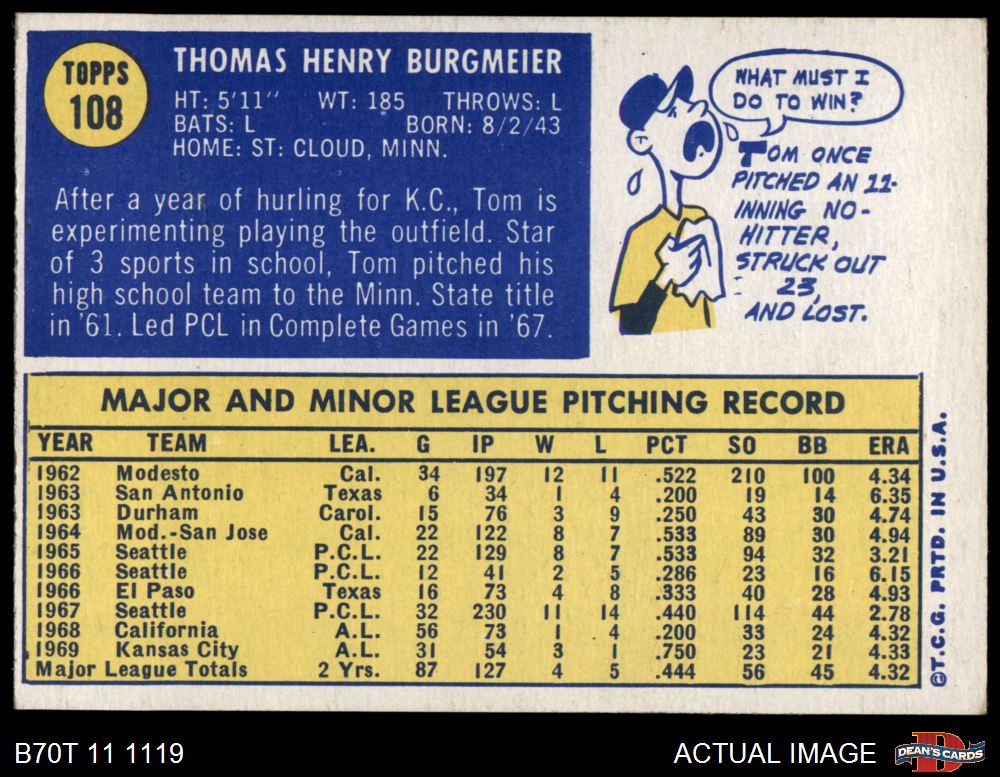 TOPPS
108
THOMAS HENRY BURGMEIER
HT: 5'11" WT: 185 THROWS: L
BATS: L BORN: 8/2/43
HOME: ST: CLOUD, MINN.
After a year of hurling for K.C., Tom is
experimenting playing the outfield. Star
of 3 sports in school, Tom pitched his
high school team to the Minn. State title
in '61. Led PCL in Complete Games in '67.
WHAT MUST I
DO TO WIN?
TOM ONCE
PITCHED AN 11-
INNING NO-
HITTER,
STRUCK OUT
23,
AND LOST.
MAJOR AND MINOR LEAGUE PITCHING RECORD
YEAR TEAM LEA. G IP W L PCT SO BB ERA
1962 Modesto Cal. 34 197 12 11 .522 210 100 4.34
1963 San Antonio Texas 6 34 1 4 .200 19 14 6.35
1963 Durham Carol. 15 76 3 9 .250 43 30 4.74
1964 Mod.-San Jose Cal. 22 122 8 7 .533 89 30 4.94
1965 Seattle P.C.L. 22 129 8 7 .533 94 32 3.21
1966 Seattle P.C.L. 12 41 2 5 .286 23 16 6.15
1966 El Paso Texas 16 73 4 8 .333 40 28 4.93
1967 Seattle P.C.L. 32 230 11 14 .440 114 44 2.78
1968 California A.L. 56 73 1 4 .200 33 24 4.32
1969 Kansas City A.L. 31 54 3 1 .750 23 21 4.33
Major League Totals 2 Yrs. 87 127 4 5 .444 56 45 4.32
©T.C.G. PRTD. IN U.S.A.
B70T 11 1119
ACTUAL IMAGE
D
DEAN'S CARDS